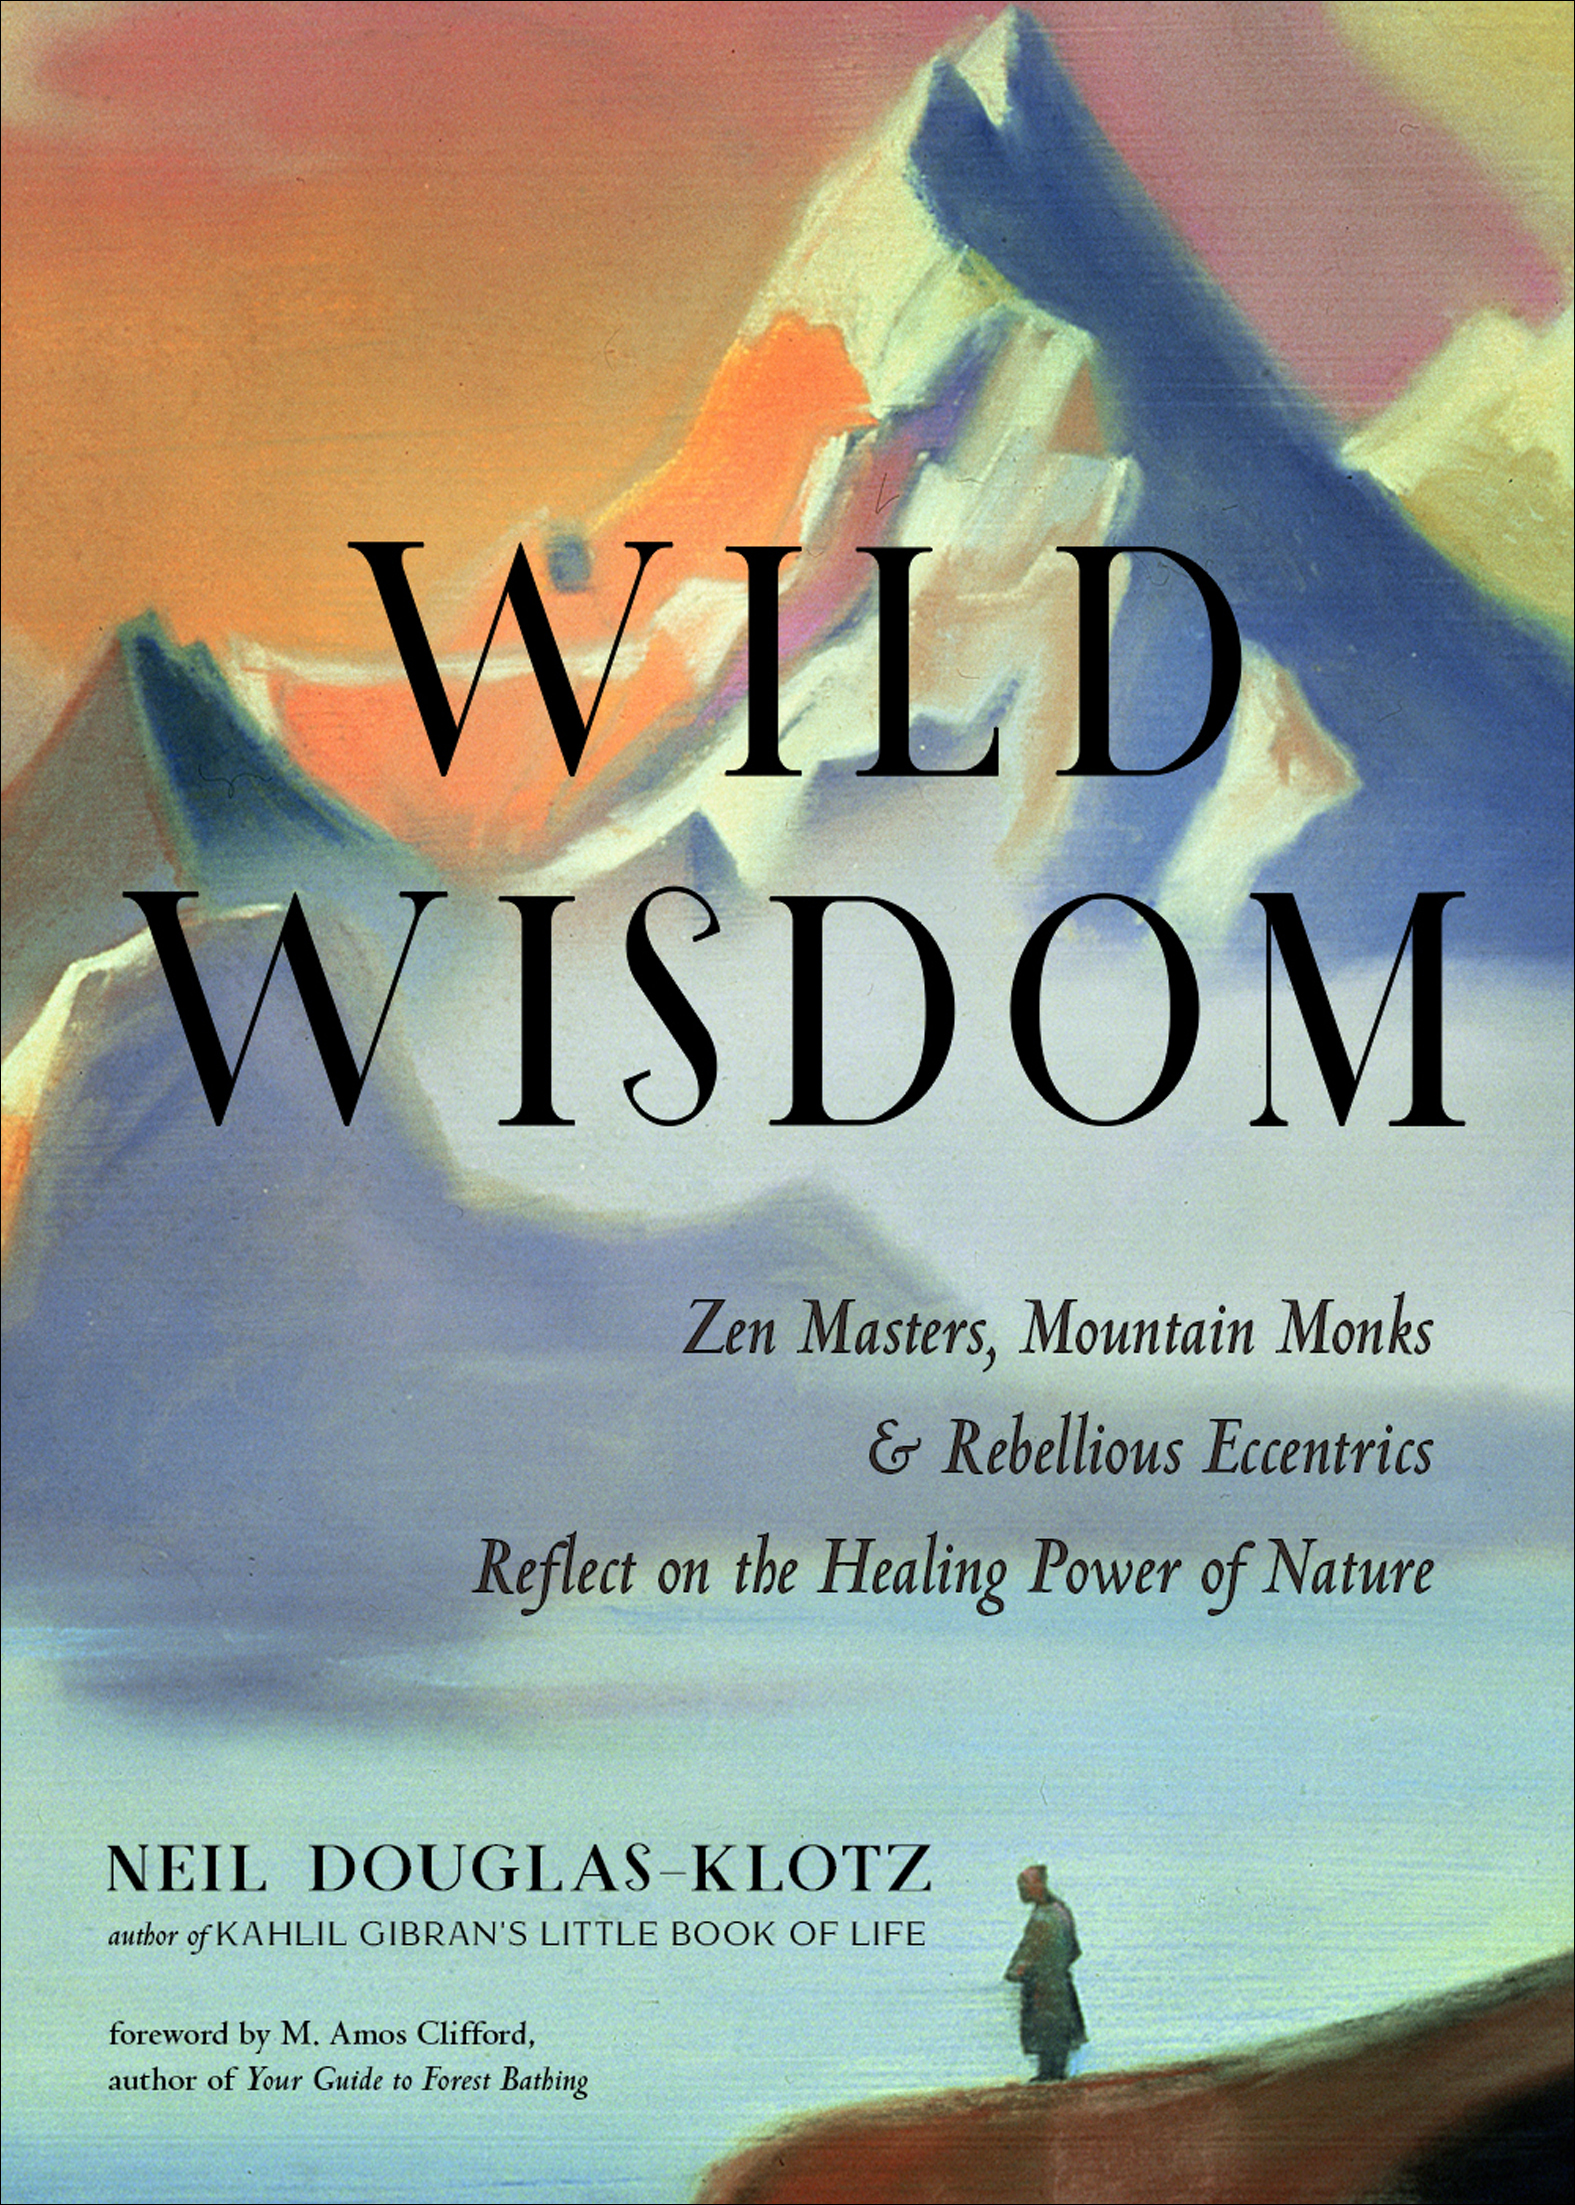 WILD
WISDOM
Zen Masters, Mountain Monks
& Rebellious Eccentrics
Reflect on the Healing Power of Nature
NEIL DOUGLAS-KLOTZ
author of KAHLIL GIBRAN'S LITTLE BOOK OF LIFE
foreword by M. Amos Clifford,
author of Your Guide to Forest Bathing